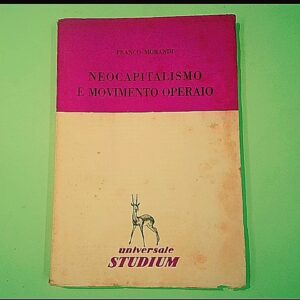 FRANCO MORANDI
NEOCAPITALISMO
E MOVIMENTO OPERAIO
universale
STUDIUM